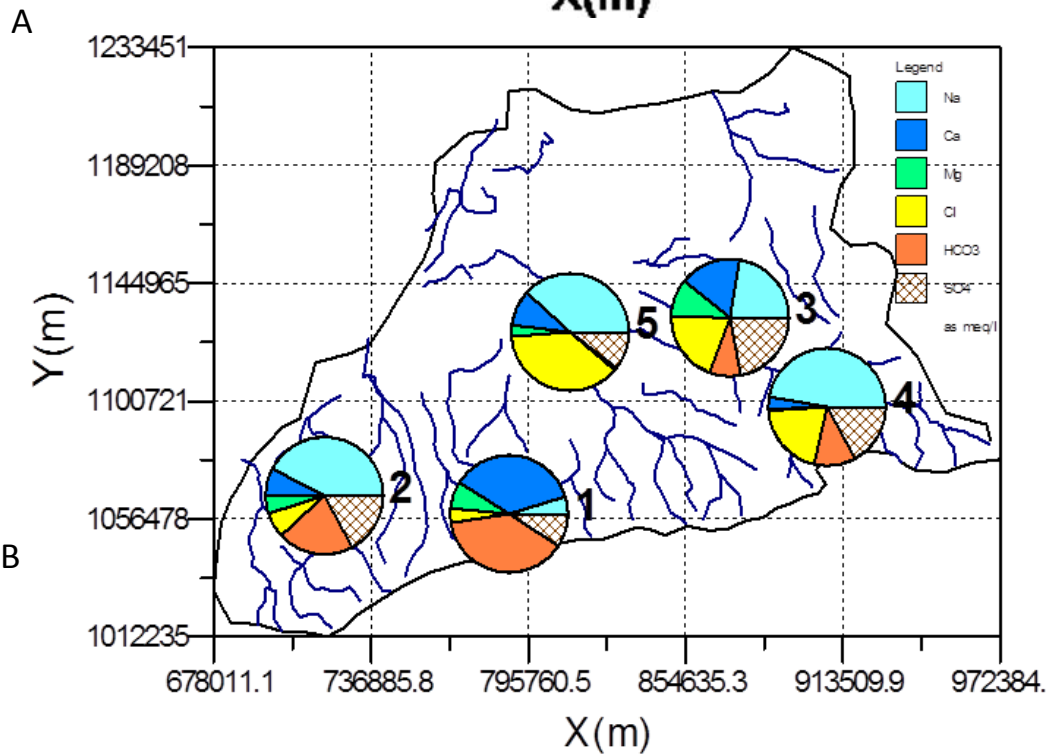 X(m)
A
1233451
1189208
1144965
1100721
1056478
1012235
Y(m)
B
Legend
Na
Ca
Mg
Cl
HCO3
SO4
as meq/l
5
3
4
2
1
678011.1 736885.8 795760.5 854635.3 913509.9 972384.
X(m)